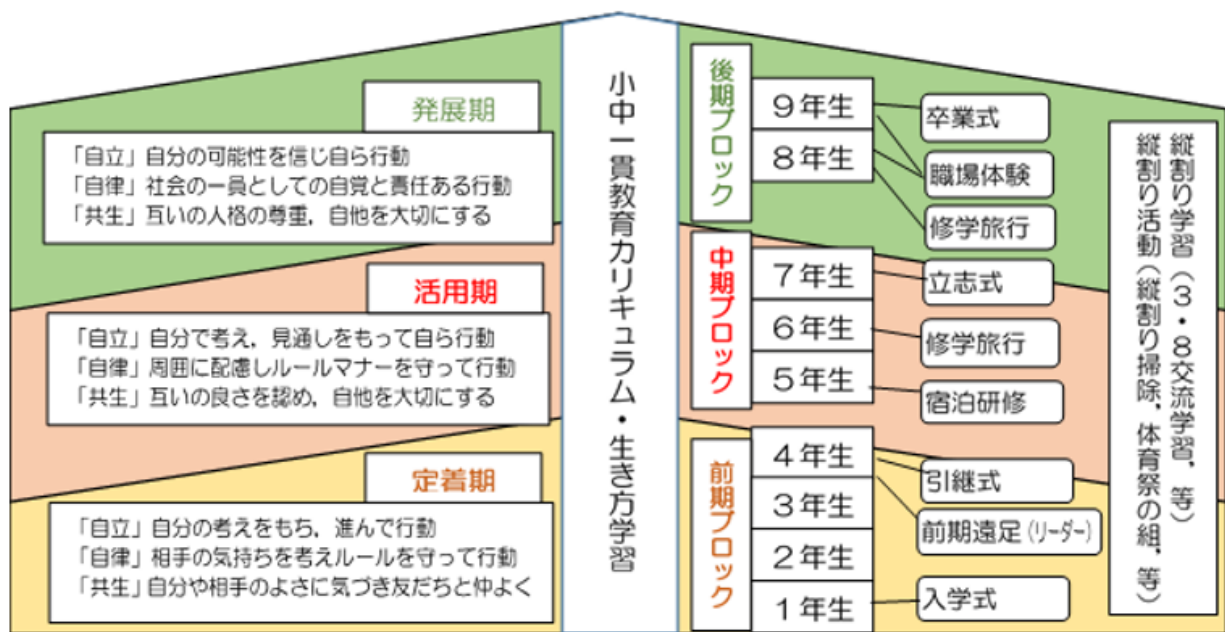 発展期
「自立」自分の可能性を信じ自ら行動
「自律」社会の一員としての自覚と責任ある行動
「共生」互いの人格の尊重，自他を大切にする
活用期
「自立」自分で考え，見通しをもって自ら行動
「自律」周囲に配慮しルールマナーを守って行動
「共生」互いの良さを認め，自他を大切にする
定着期
「自立」自分の考えをもち，進んで行動
「自律」相手の気持ちを考えルールを守って行動
「共生」自分や相手のよさに気づき友だちと仲よく
小中一貫教育カリキュラム・生き方学習
後期ブロック
9年生
8年生
卒業式
職場体験
修学旅行
中期ブロック
7年生
6年生
5年生
立志式
修学旅行
宿泊研修
前期ブロック
4年生
3年生
2年生
1年生
引継式
前期遠足（リーダー）
入学式
縦割り学習（3・8交流学習，等）
縦割り活動（縦割り掃除，体育祭の組，等）